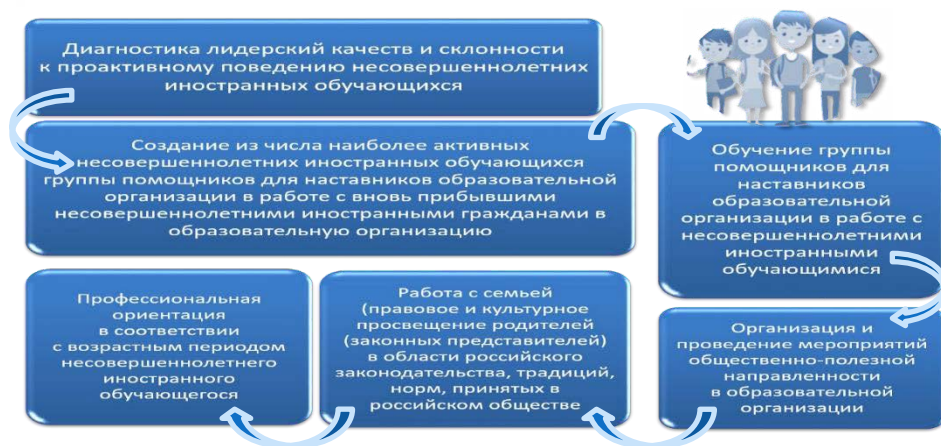 Диагностика лидерский качеств и склонности
к проактивному поведению несовершеннолетних
иностранных обучающихся
Создание из числа наиболее активных
несовершеннолетних иностранных обучающихся
группы помощников для наставников образовательной
организации в работе с вновь прибывшими
несовершеннолетними иностранными гражданами в
образовательную организацию
Обучение группы
помощников для
наставников
образовательной
организации в работе с
несовершеннолетними
иностранными
обучающимися
Организация и
проведение мероприятий
общественно-полезной
направленности
в образовательной
организации
Работа с семьей
(правовое и культурное
просвещение родителей
(законных представителей)
в области российского
законодательства, традиций,
норм, принятых в
российском обществе
Профессиональная
ориентация
в соответствии
с возрастным периодом
несовершеннолетнего
иностранного
обучающегося